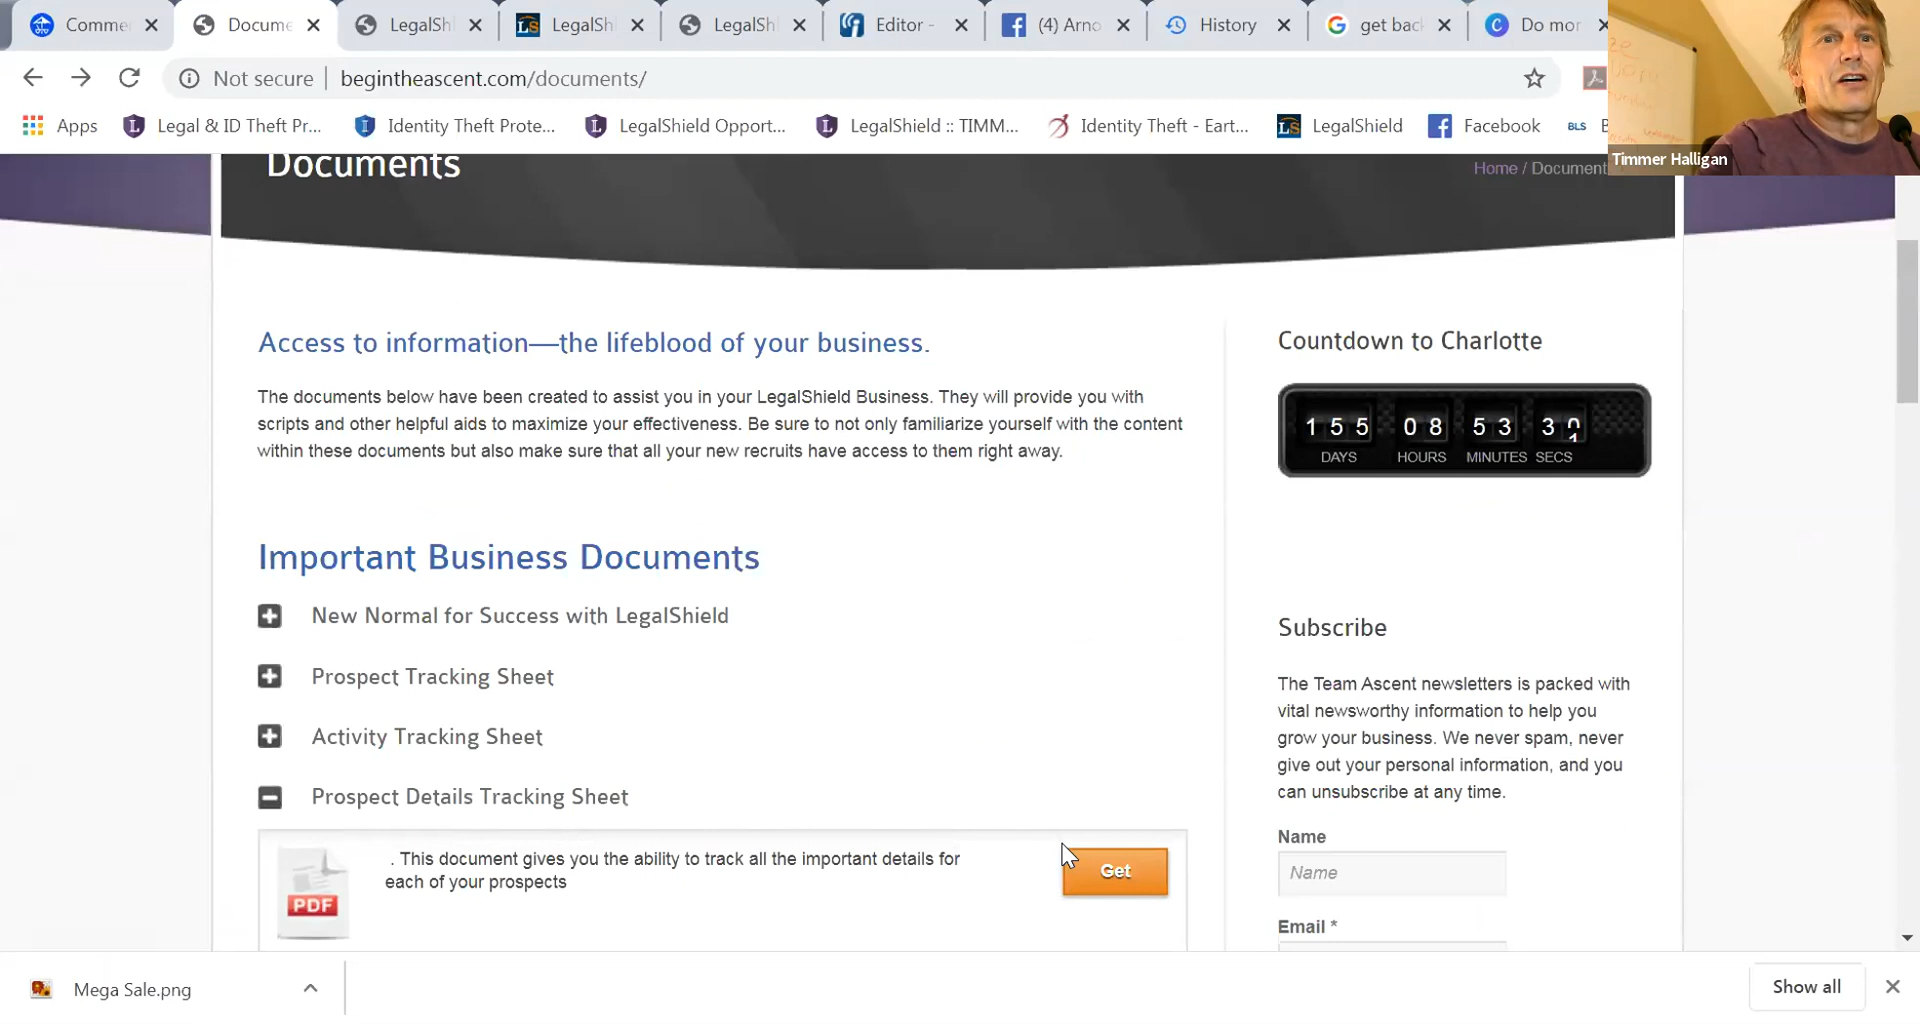 Comme
Docume
LegalShi
LegalShi
LegalShi
Editor -
(4) Arno
History
get back
Do mor
Not secure
begintheascent.com/documents/
Apps
Legal & ID Theft Pr...
Identity Theft Prote...
LegalShield Opport...
LegalShield :: TIMM...
Identity Theft - Eart...
LegalShield
Facebook
BLS
Timmer Halligan
Documents
Home / Document
Access to information—the lifeblood of your business.
The documents below have been created to assist you in your LegalShield Business. They will provide you with
scripts and other helpful aids to maximize your effectiveness. Be sure to not only familiarize yourself with the content
within these documents but also make sure that all your new recruits have access to them right away.
Important Business Documents
New Normal for Success with LegalShield
Prospect Tracking Sheet
Activity Tracking Sheet
Prospect Details Tracking Sheet
PDF
. This document gives you the ability to track all the important details for
each of your prospects
Get
Countdown to Charlotte
155 08 53
DAYS HOURS MINUTES SECS
Subscribe
The Team Ascent newsletters is packed with
vital newsworthy information to help you
grow your business. We never spam, never
give out your personal information, and you
can unsubscribe at any time.
Name
Name
Email *
Mega Sale.png
Show all